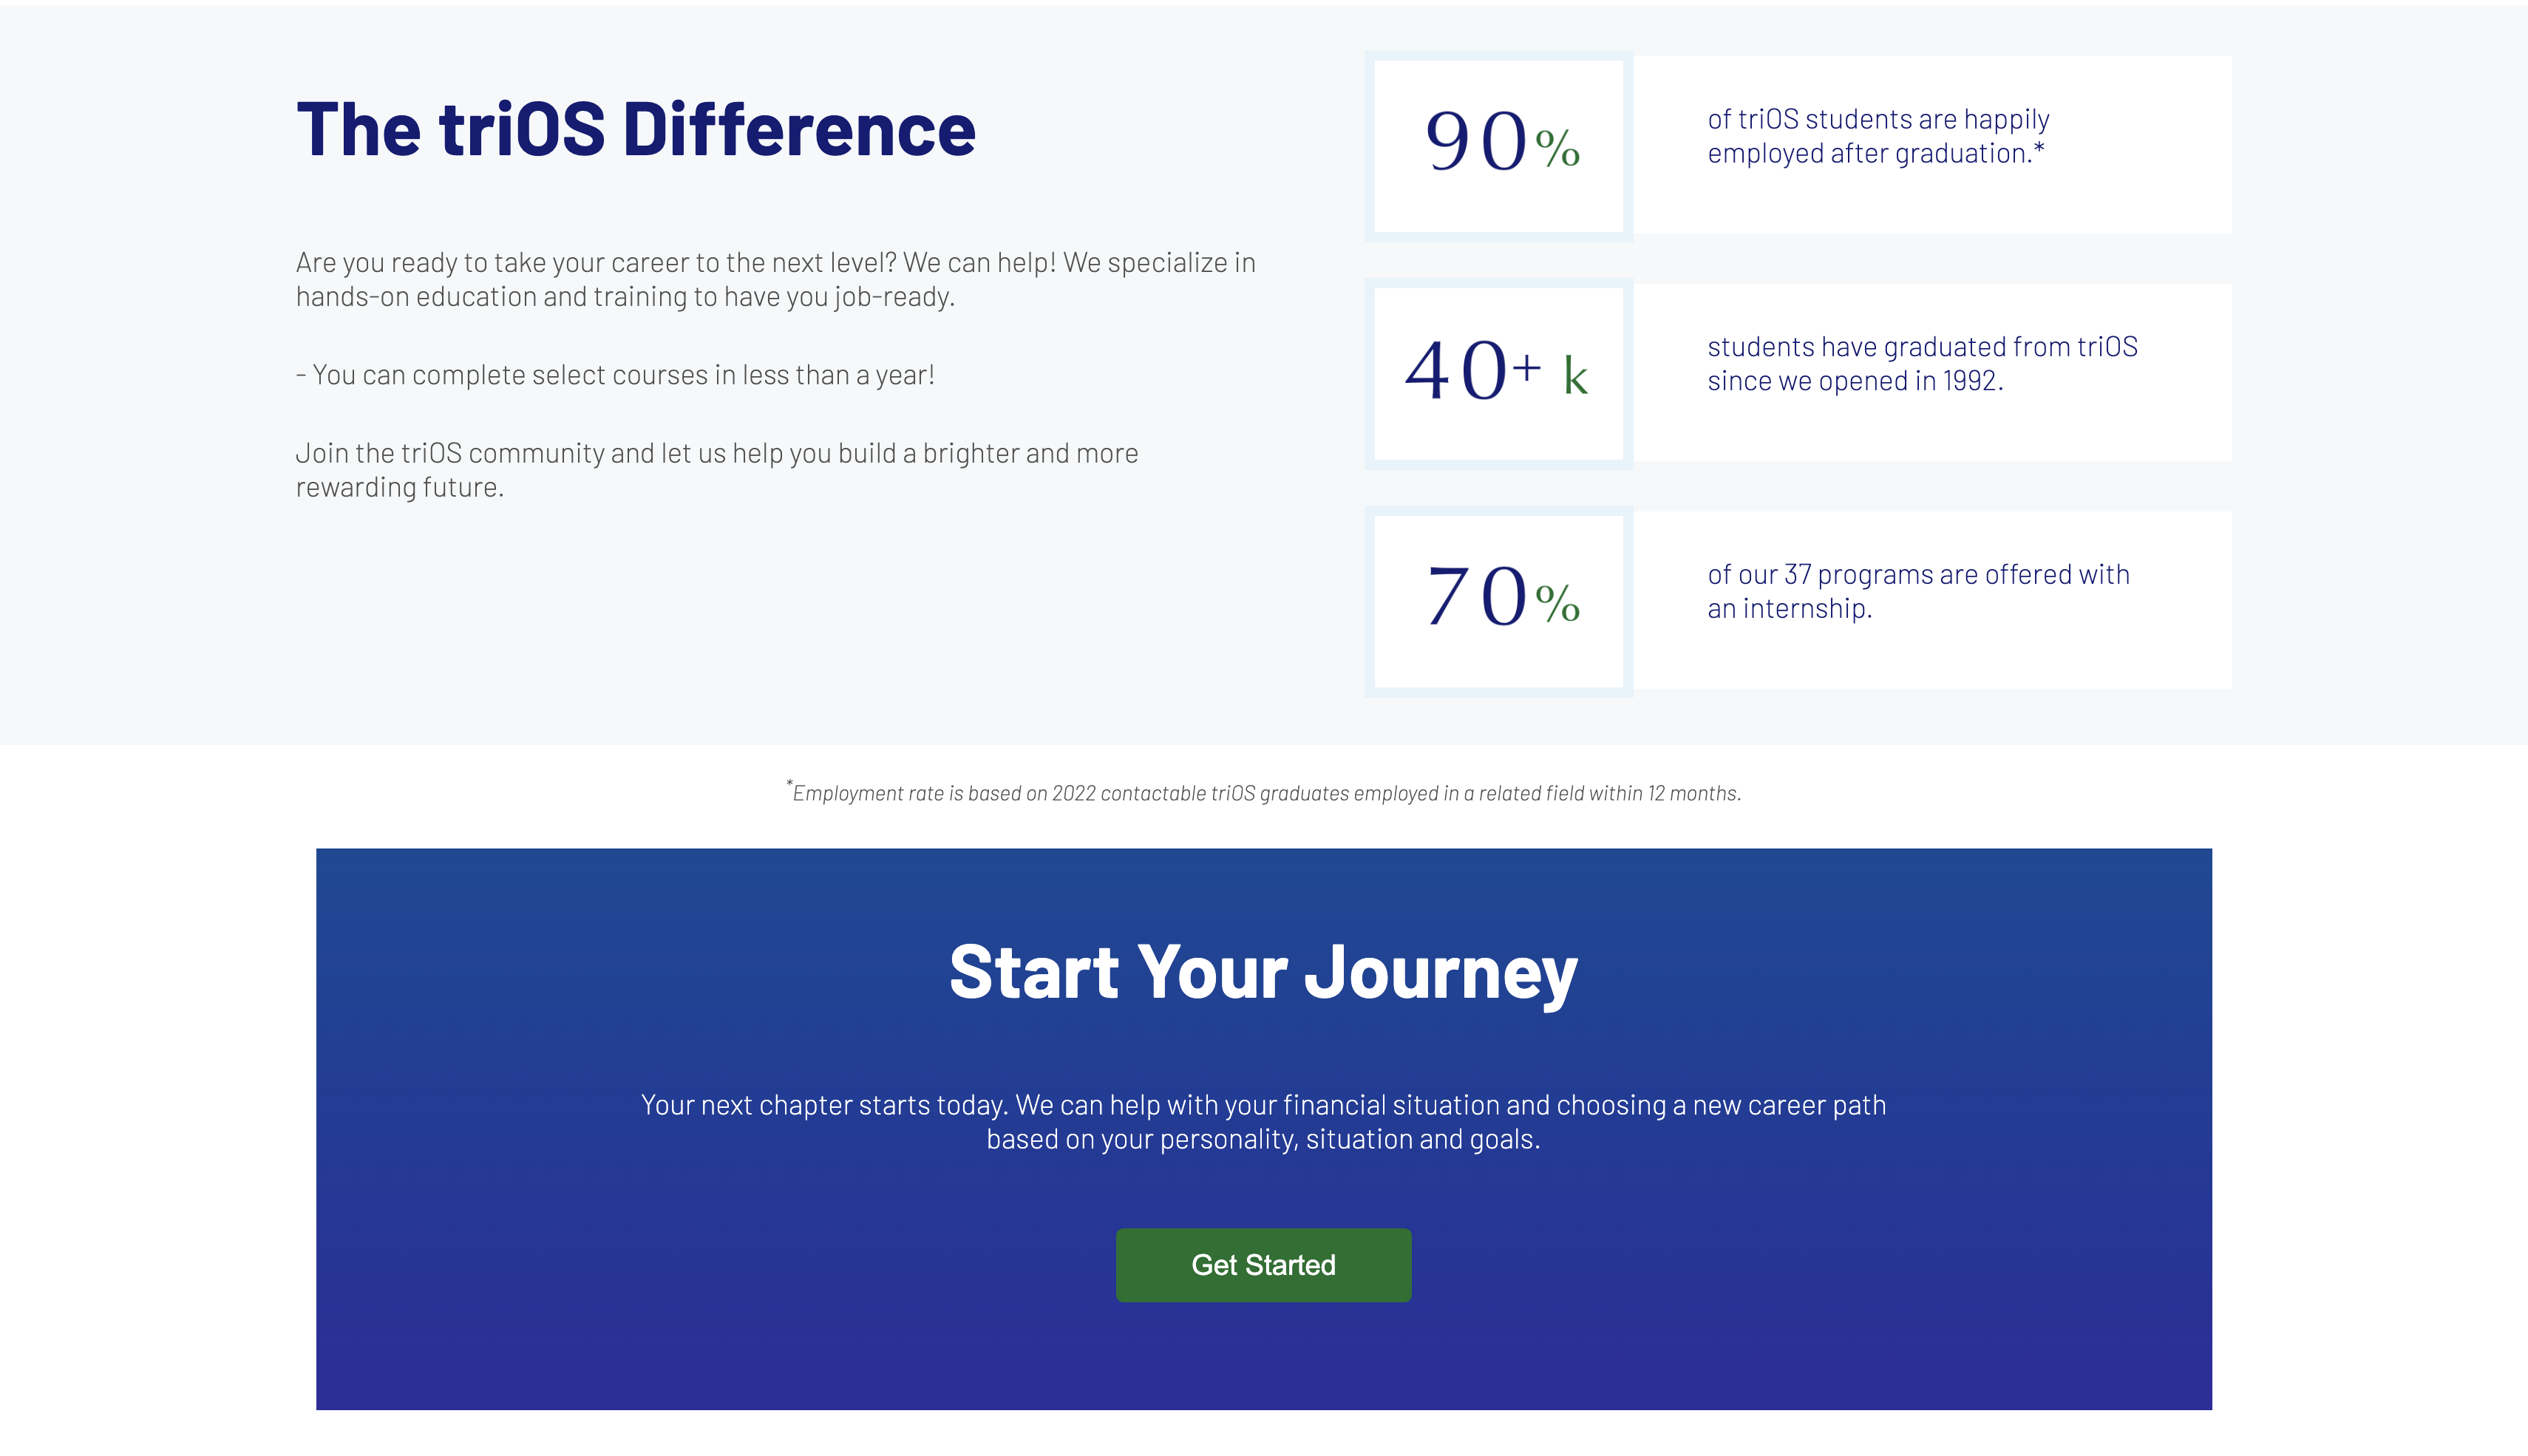 The triOS Difference
Are you ready to take your career to the next level? We can help! We specialize in
hands-on education and training to have you job-ready.
- You can complete select courses in less than a year!
Join the triOS community and let us help you build a brighter and more
rewarding future.
90%
of triOS students are happily
employed after graduation.*
40+ k
students have graduated from triOS
since we opened in 1992.
70%
of our 37 programs are offered with
an internship.
*Employment rate is based on 2022 contactable triOS graduates employed in a related field within 12 months.
Start Your Journey
Your next chapter starts today. We can help with your financial situation and choosing a new career path
based on your personality, situation and goals.
Get Started